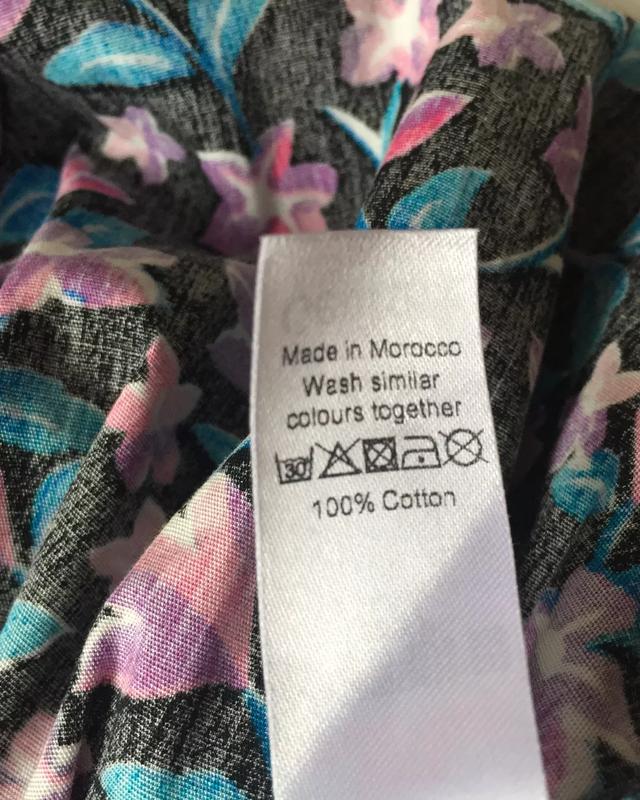 Made in Morocco
Wash similar
colours together
30
100% Cotton